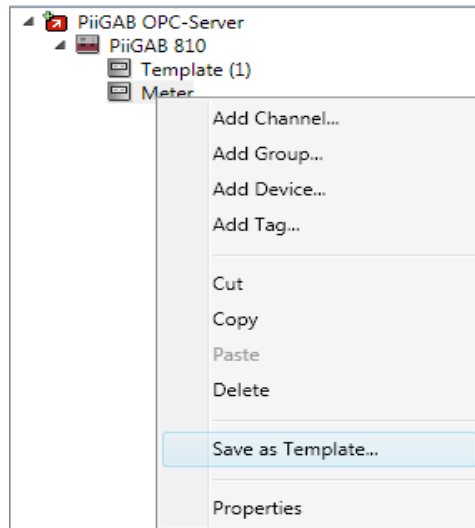 PiiGAB OPC-Server
PiiGAB 810
Template (1)
Meter
Add Channel...
Add Group...
Add Device...
Add Tag...
Cut
Copy
Paste
Delete
Save as Template...
Properties